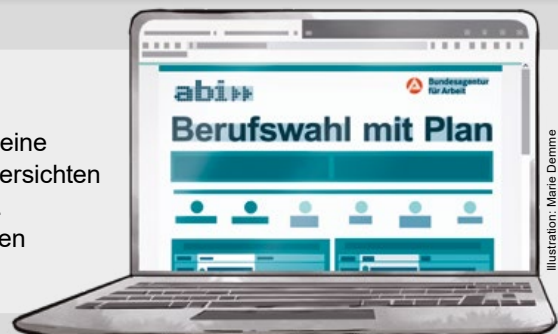 eine
ersichten
en
abi»
Bundesagentur
für Arbeit
Berufswahl mit Plan
Illustration: Marie Demme